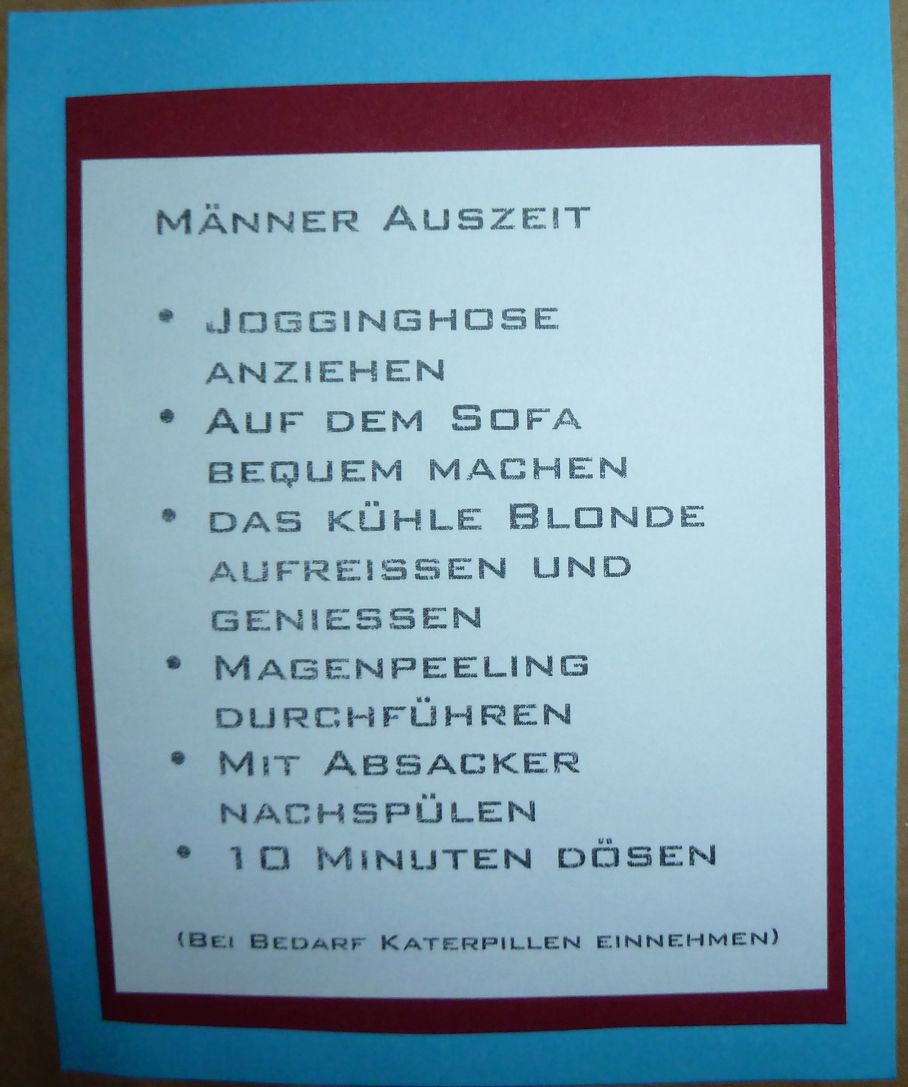 Männer Auszeit
• Jogginghose
anziehen
• Auf dem Sofa
bequem machen
• das kühle Blonde
aufreissen und
geniessen
• Magenpeeling
durchführen
• Mit Absacker
nachspülen
• 10 Minuten dösen
(Bei Bedarf Katerpillen einnehmen)